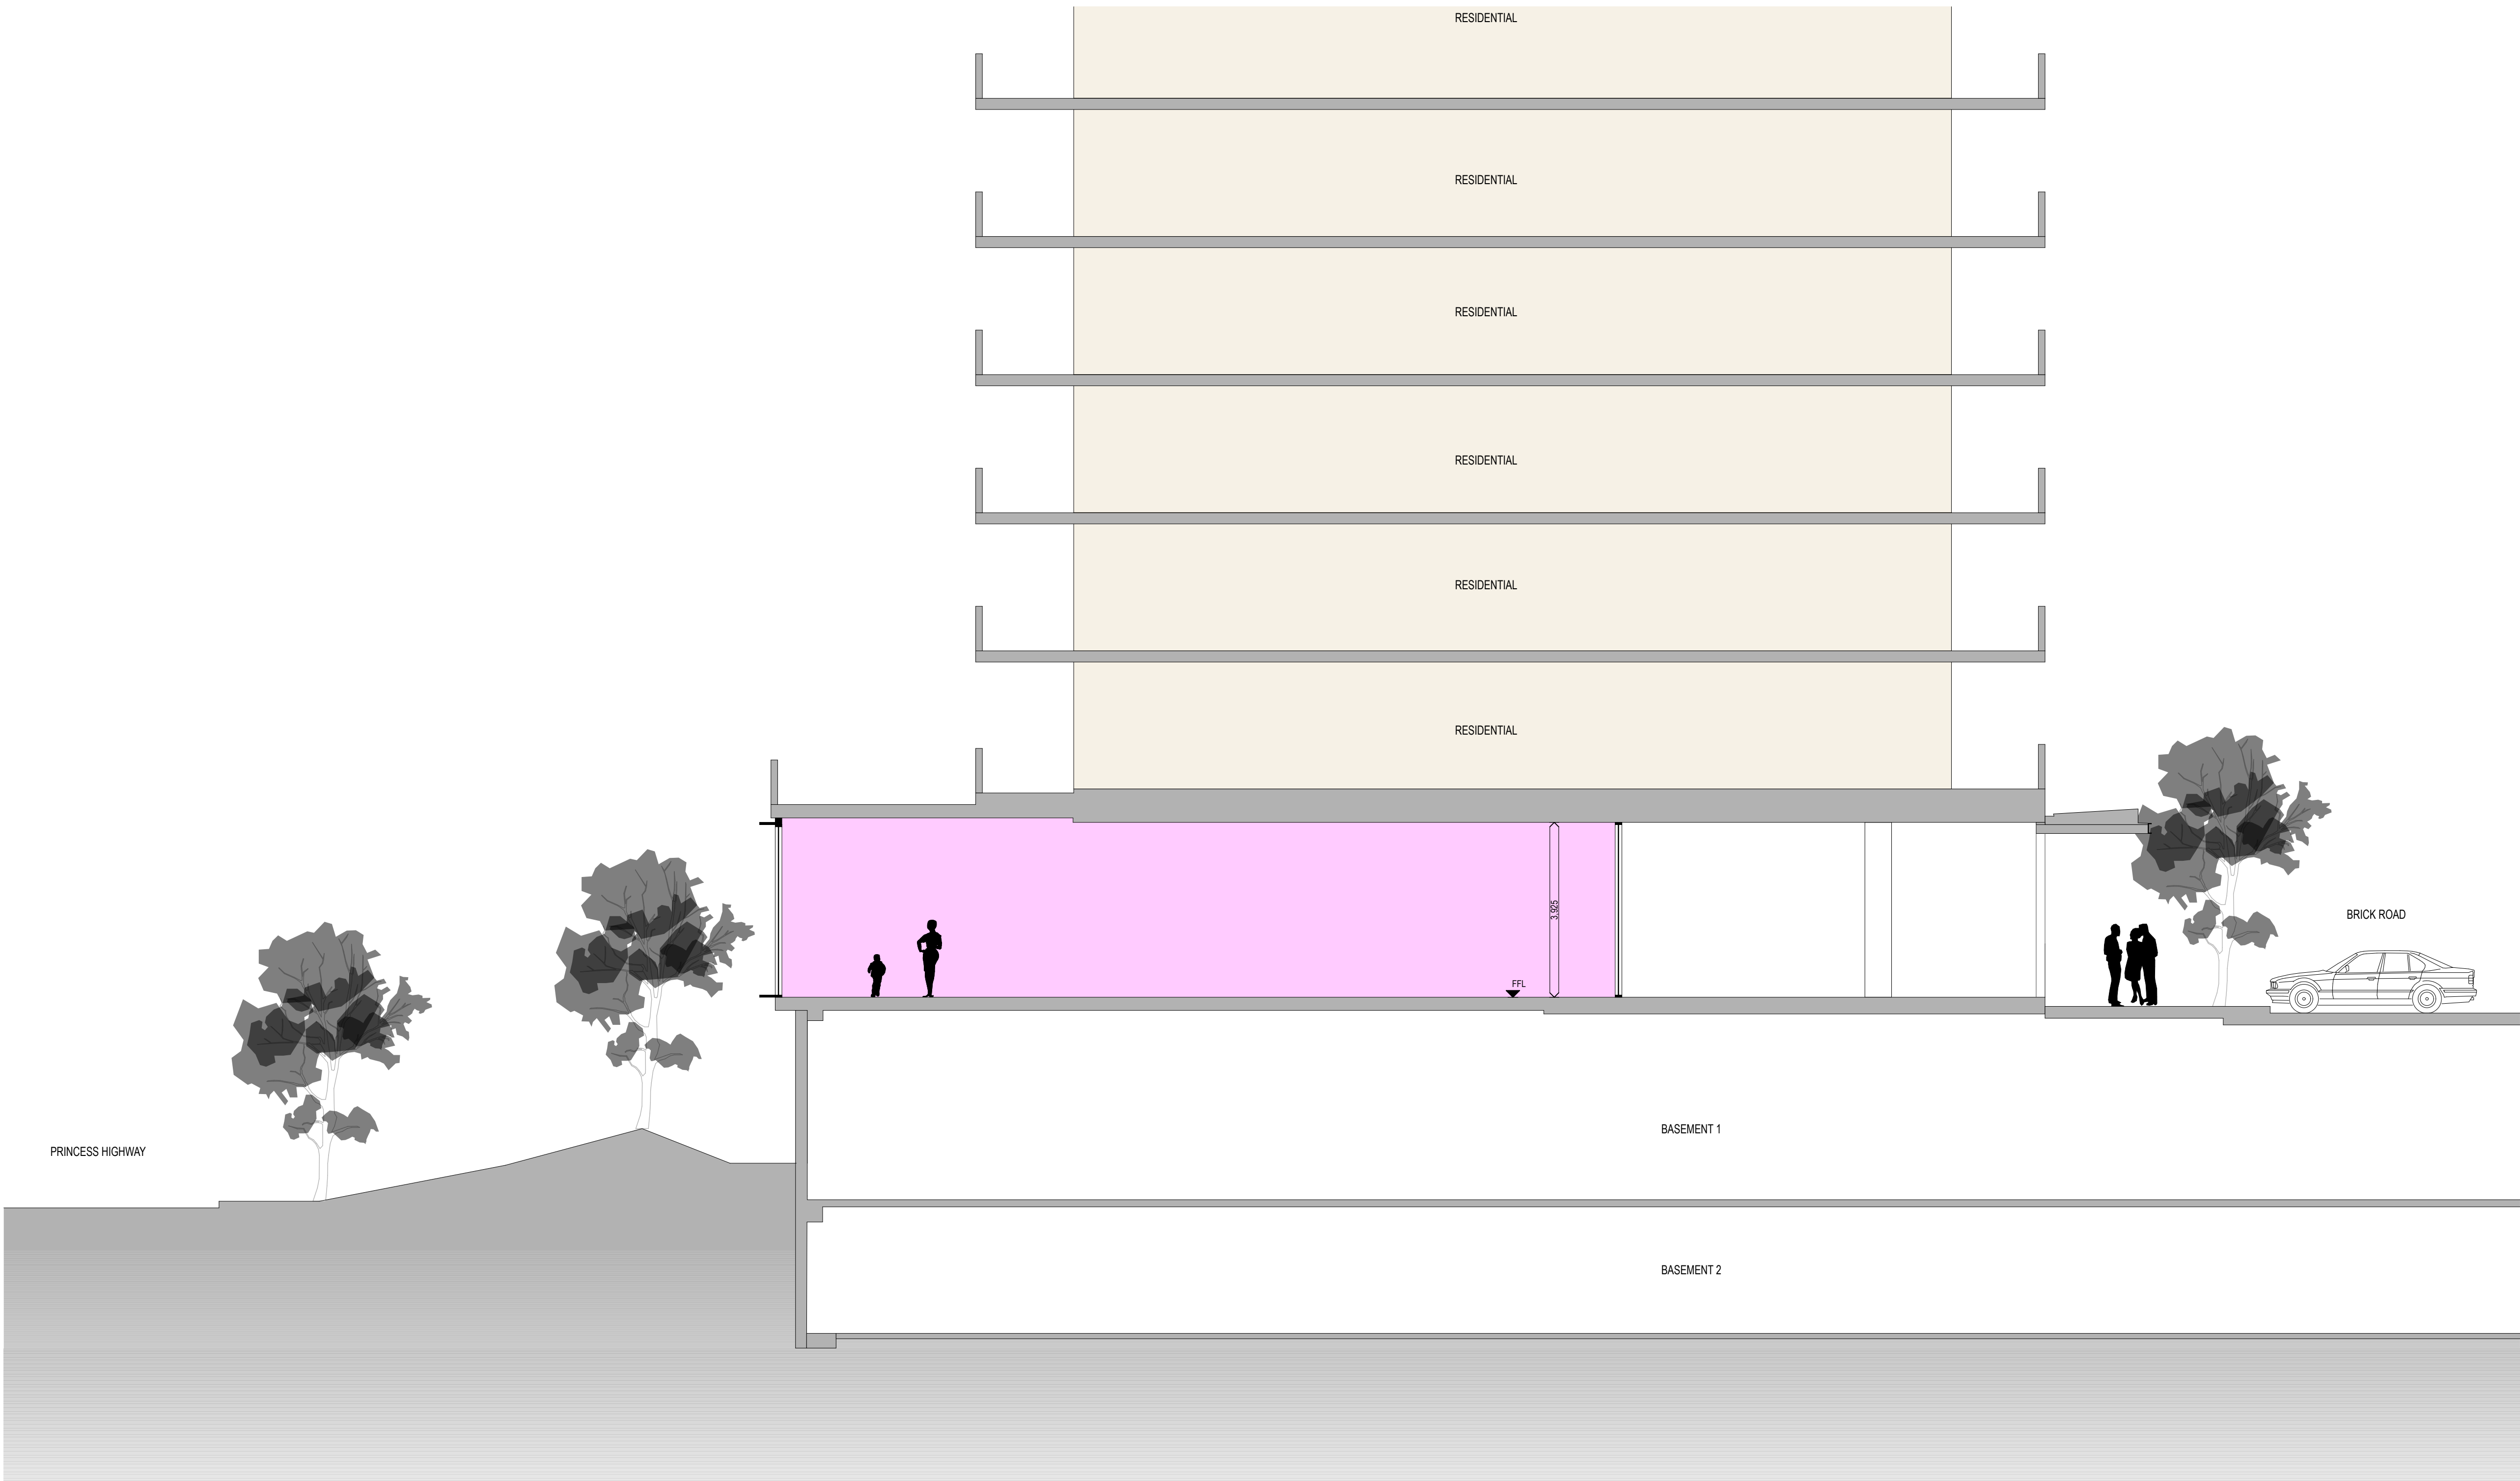 RESIDENTIAL
RESIDENTIAL
RESIDENTIAL
RESIDENTIAL
RESIDENTIAL
RESIDENTIAL
3.925
BRICK ROAD
FFL
BASEMENT 1
PRINCESS HIGHWAY
BASEMENT 2